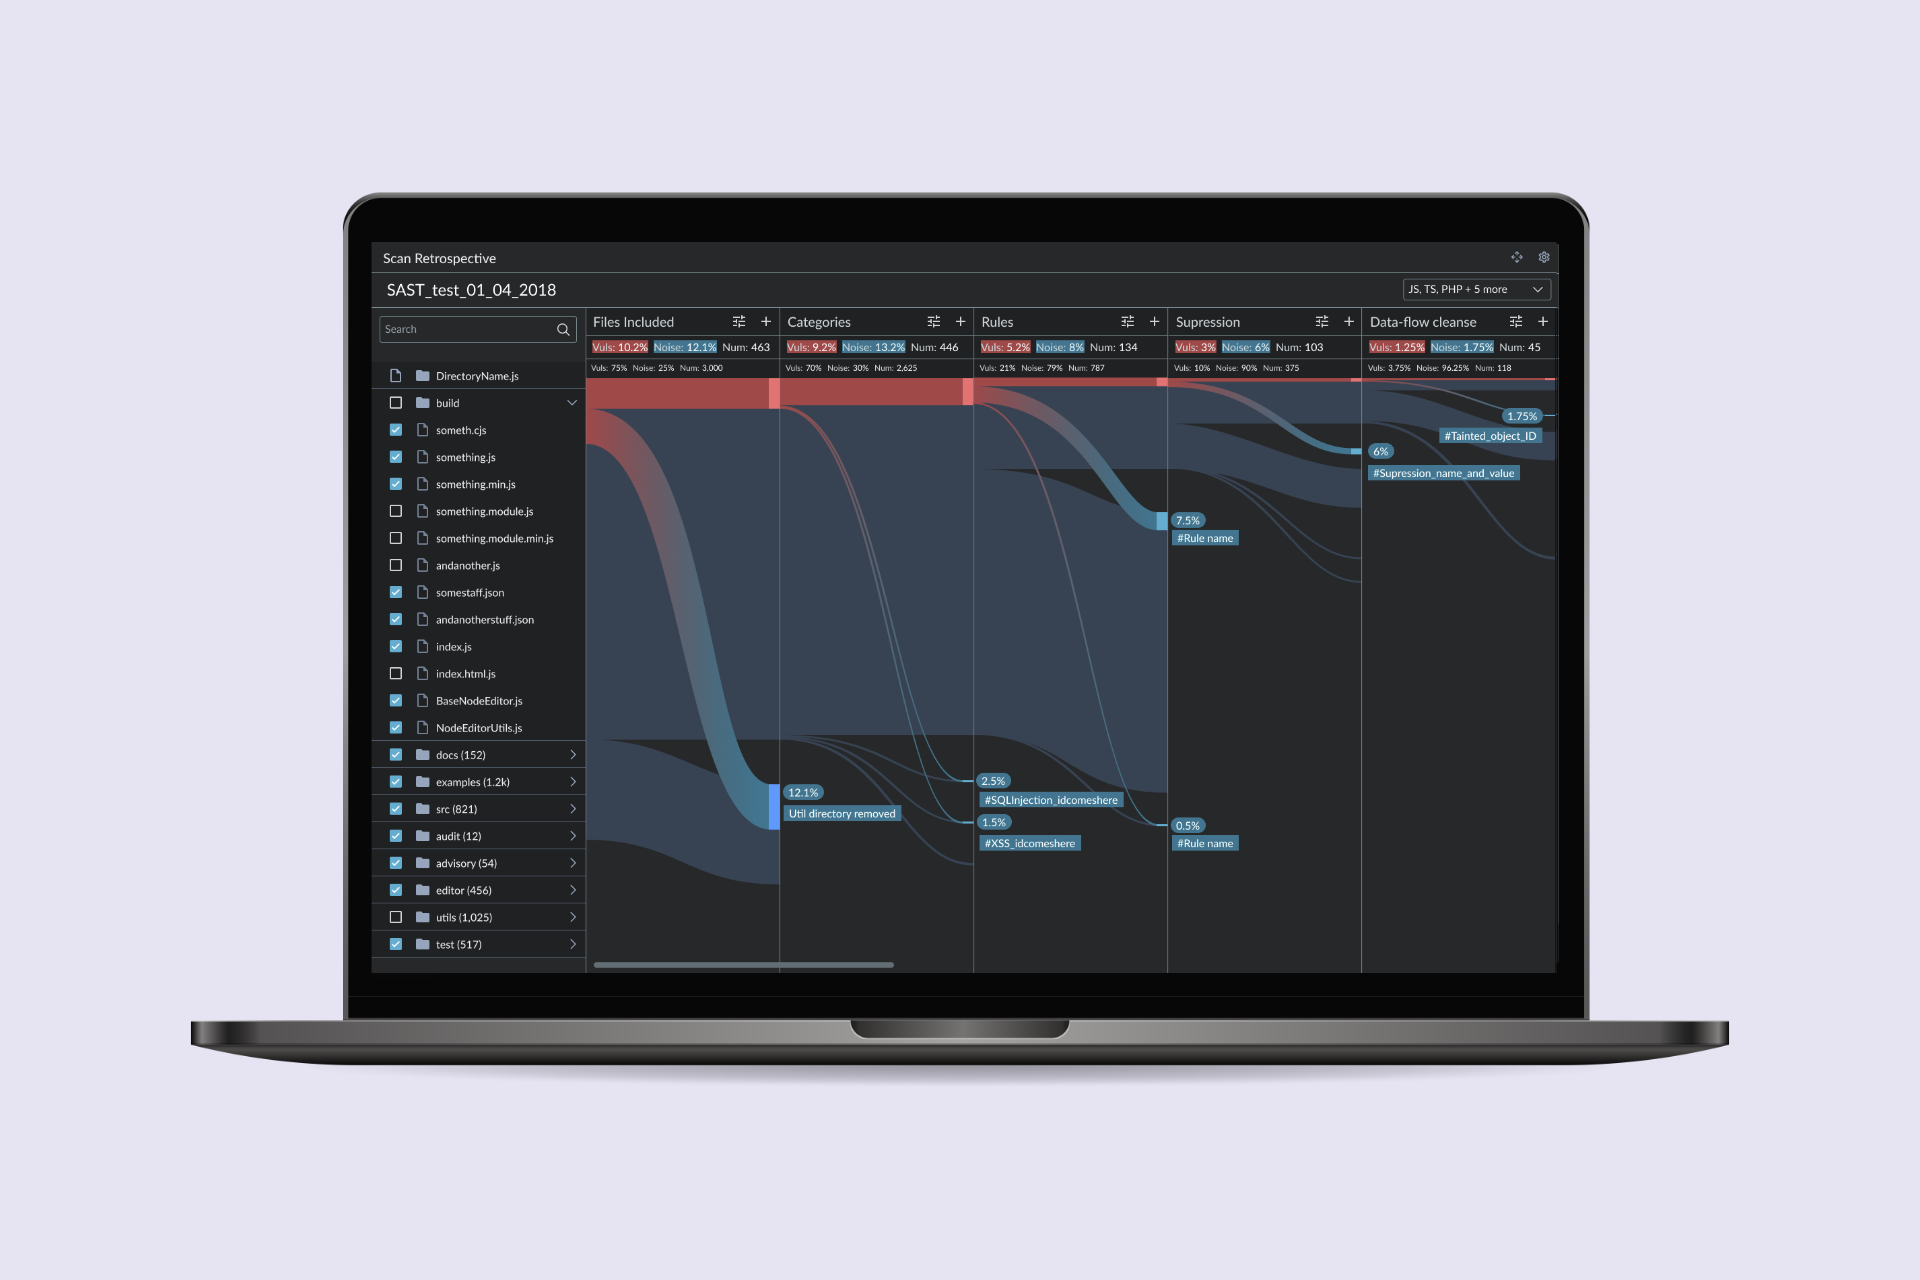 Scan Retrospective
SAST_test_01_04_2018
JS, TS, PHP + 5 more
Search
Files Included
Categories
Rules
Supression
Data-flow cleanse
Vuls: 10.2% Noise: 12.1% Num: 463
Vuls: 9.2% Noise: 13.2% Num: 446
Vuls: 5.2% Noise: 8% Num: 134
Vuls: 3% Noise: 6% Num: 103
Vuls: 1.25% Noise: 1.75% Num: 45
Vuls: 75% Noise: 25% Num: 3,000
Vuls: 70% Noise: 30% Num: 2,625
Vuls: 21% Noise: 79% Num: 787
Vuls: 10% Noise: 90% Num: 375
Vuls: 3.75% Noise: 96.25% Num: 118
DirectoryName.js
build
someth.cjs
something.js
something.min.js
something.module.js
something.module.min.js
andanother.js
somestaff.json
andanotherstuff.json
index.js
index.html.js
BaseNodeEditor.js
NodeEditorUtils.js
docs (152)
examples (1.2k)
src (821)
audit (12)
advisory (54)
editor (456)
utils (1,025)
test (517)
12.1%
Util directory removed
2.5%
#SQLInjection_idcomeshere
1.5%
#XSS_idcomeshere
7.5%
#Rule name
0.5%
#Rule name
6%
#Supression_name_and_value
1.75%
#Tainted_object_ID